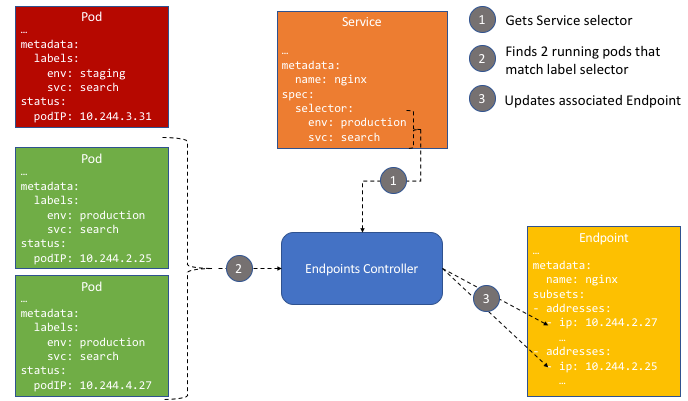 Pod
…
metadata:
  labels:
    env: staging
    svc: search
status:
  podIP: 10.244.3.31
Pod
…
metadata:
  labels:
    env: production
    svc: search
status:
  podIP: 10.244.2.25
Pod
…
metadata:
  labels:
    env: production
    svc: search
status:
  podIP: 10.244.4.27
Service
…
metadata:
  name: nginx
spec:
  selector:
    env: production
    svc: search
1
2
Endpoints Controller
3
1 Gets Service selector
2 Finds 2 running pods that
match label selector
3 Updates associated Endpoint
Endpoint
…
metadata:
  name: nginx
subsets:
- addresses:
  - ip: 10.244.2.27
    …
- addresses:
  - ip: 10.244.2.25
    …